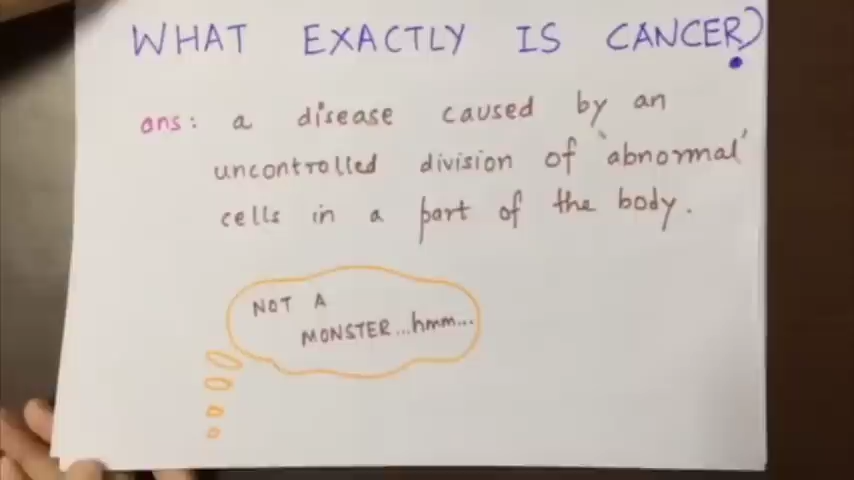 WHAT EXACTLY IS CANCER?
ans: a disease caused by an
uncontrolled division of 'abnormal'
cells in a part of the body.
NOT A
MONSTER...hmm...